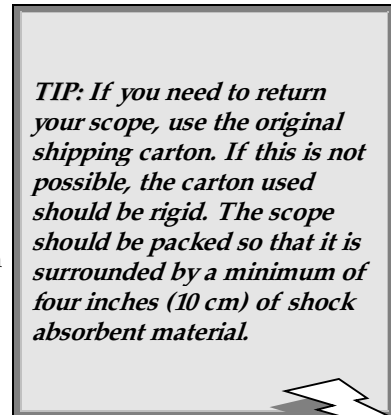 TIP: If you need to return
your scope, use the original
shipping carton. If this is not
possible, the carton used
should be rigid. The scope
should be packed so that it is
surrounded by a minimum of
four inches (10 cm) of shock
absorbent material.